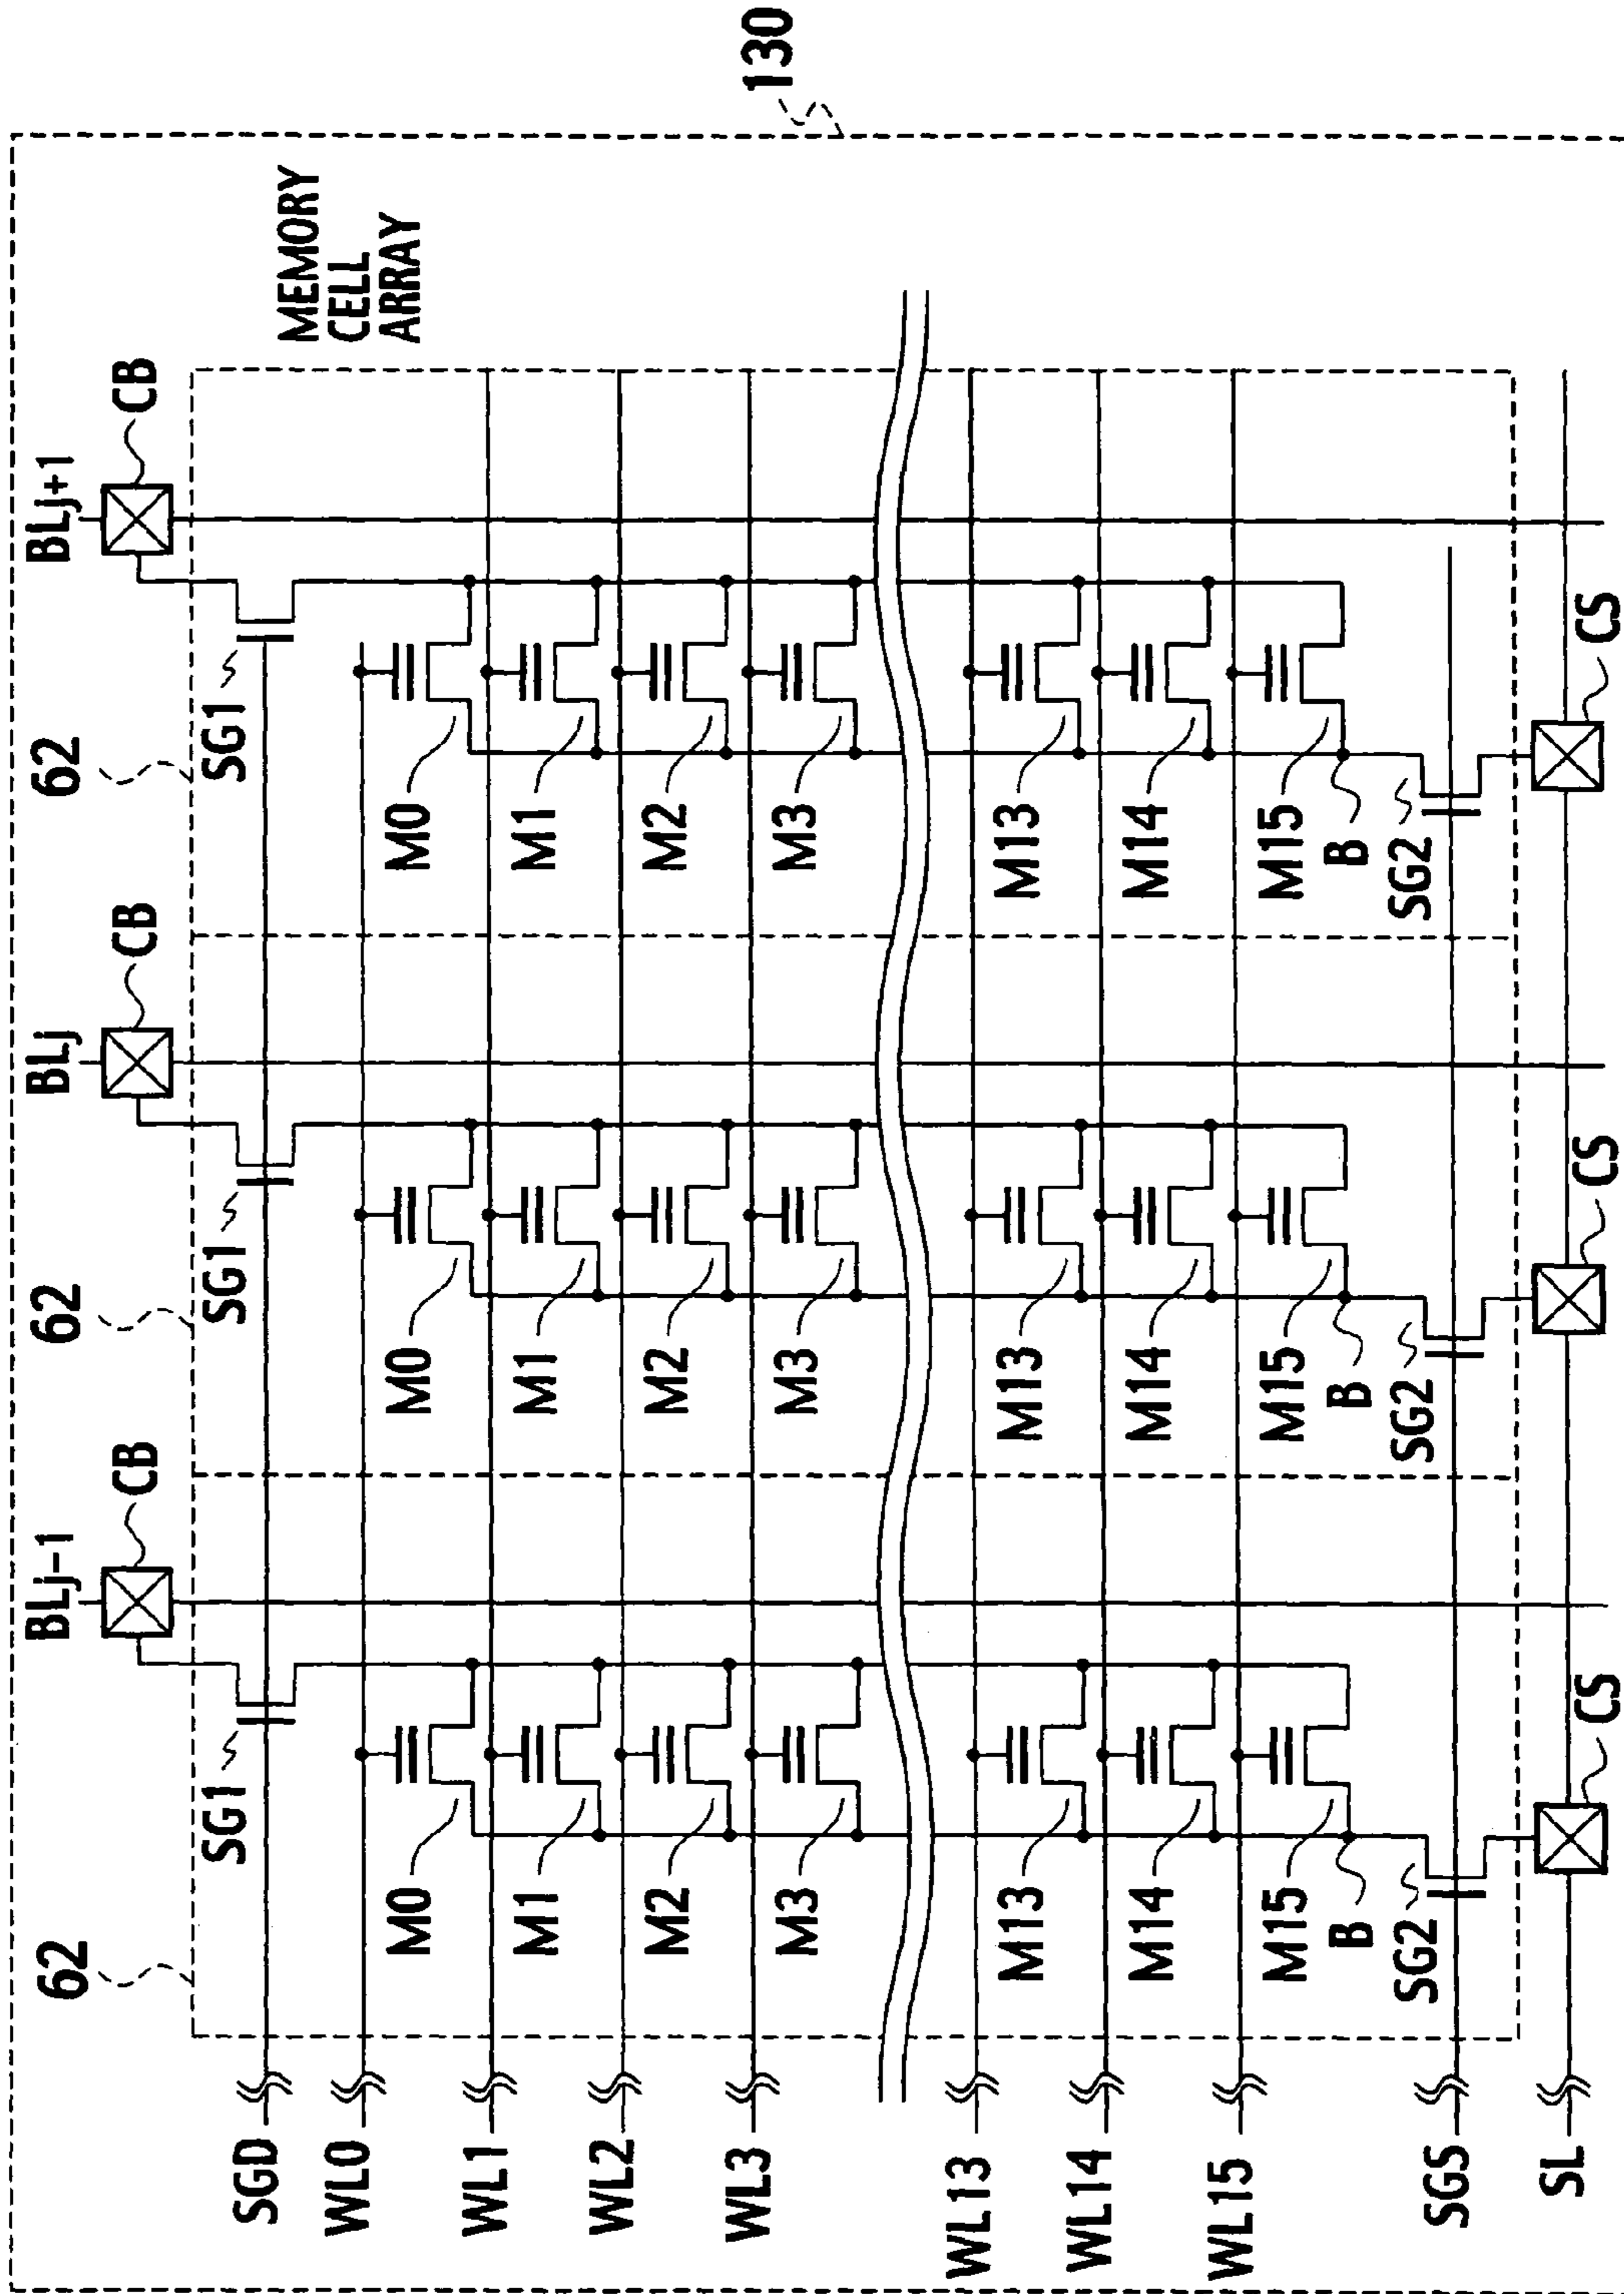 130
MEMORY
CELL
ARRAY
BLj-1
BLj
BLj+1
CB
CB
CB
62
62
62
SGD
SG1
SG1
SG1
WL0
M0
M0
M0
WL1
M1
M1
M1
WL2
M2
M2
M2
WL3
M3
M3
M3
WL13
M13
M13
M13
WL14
M14
M14
M14
WL15
M15
M15
M15
B
B
B
SGS
SG2
SG2
SG2
SL
CS
CS
CS